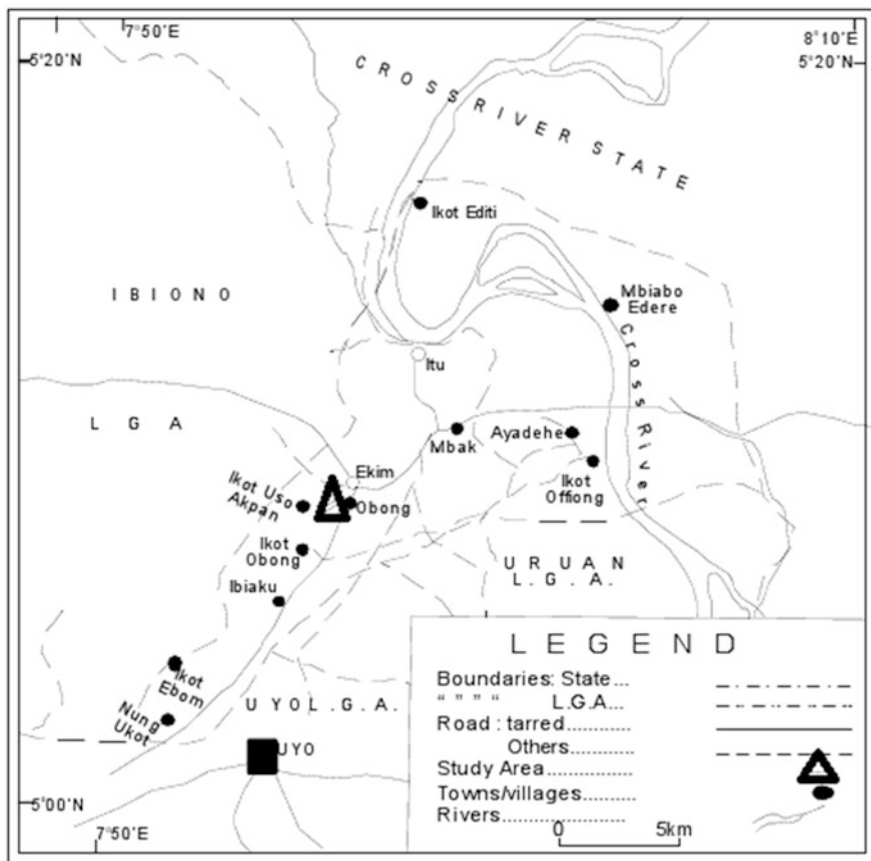 7°50'E
8°10'E
5°20'N
5°20'N
CROSS RIVER STATE
Ikot Editi
IBIONO
Mbiabo
Edere
Cross River
Itu
L G A
Mbak
Ayadehe
Ekim
Ikot Uso
Akpan
Obong
Ikot
Offiong
Ikot
Obong
URUAN
L.G.A.
Ibiaku
LEGEND
Ikot
Ebom
Boundaries: State...
" " " " L.G.A...
UYO L.G.A.
Nung
Ukot
Road : tarred......
Others..........
UYO
Study Area.............
Towns/villages..........
Rivers...................
5°00'N
0 5km
7°50'E